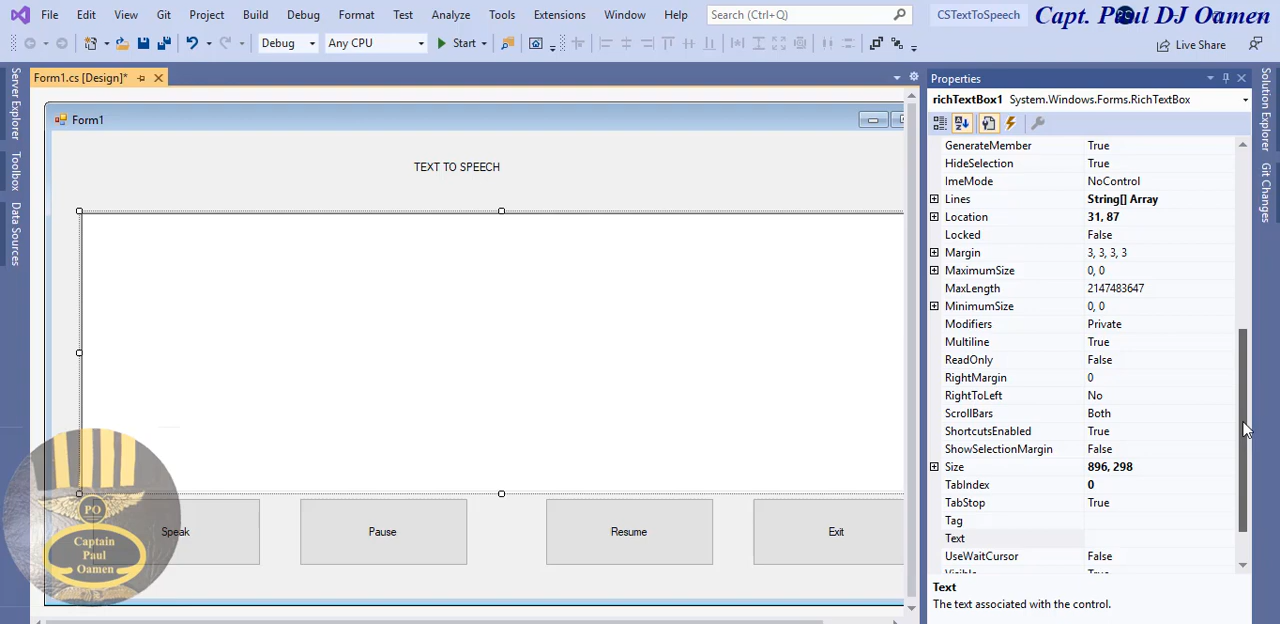 File Edit View Git Project Build Debug Format Test Analyze Tools Extensions Window Help Search (Ctrl+Q) CSTextToSpeech Capt. Paul DJ Oamen
Debug Any CPU Start Live Share
Form1.cs [Design]* Properties
richTextBox1 System.Windows.Forms.RichTextBox
Server Explorer
Toolbox
Data Sources
Solution Explorer
Git Changes
Form1
TEXT TO SPEECH
Speak Pause Resume Exit
PO
Captain
Paul
Oamen
GenerateMember True
HideSelection True
ImeMode NoControl
Lines String[] Array
Location 31, 87
Locked False
Margin 3, 3, 3, 3
MaximumSize 0, 0
MaxLength 2147483647
MinimumSize 0, 0
Modifiers Private
Multiline True
ReadOnly False
RightMargin 0
RightToLeft No
ScrollBars Both
ShortcutsEnabled True
ShowSelectionMargin False
Size 896, 298
TabIndex 0
TabStop True
Tag
Text
UseWaitCursor False
Visible True
Text
The text associated with the control.